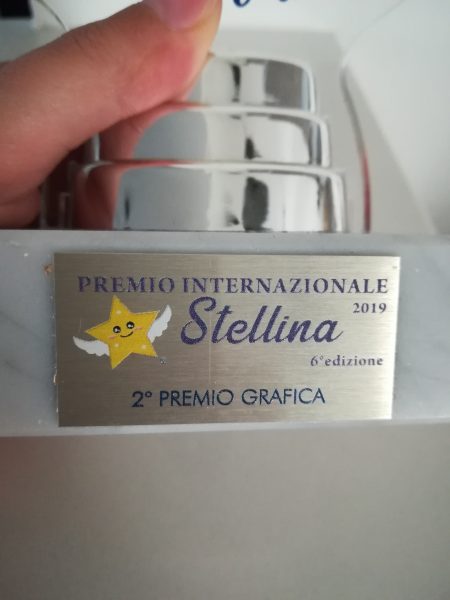 PREMIO INTERNAZIONALE
2019
Stellina
6°edizione
2° PREMIO GRAFICA